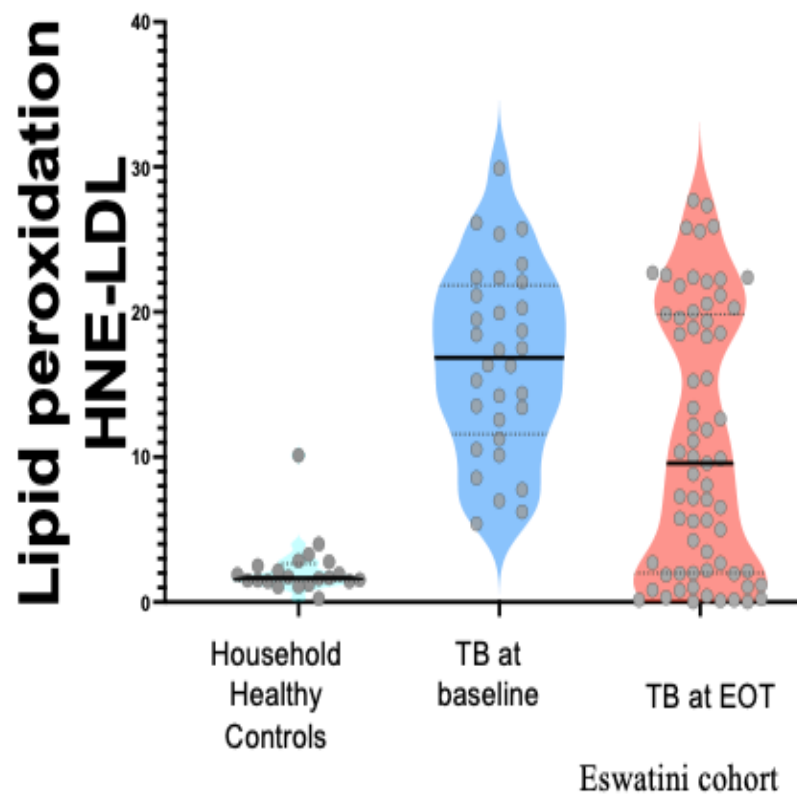 Lipid peroxidation
HNE-LDL
40
30
20
10
0
Household
Healthy
Controls
TB at
baseline
TB at EOT
Eswatini cohort